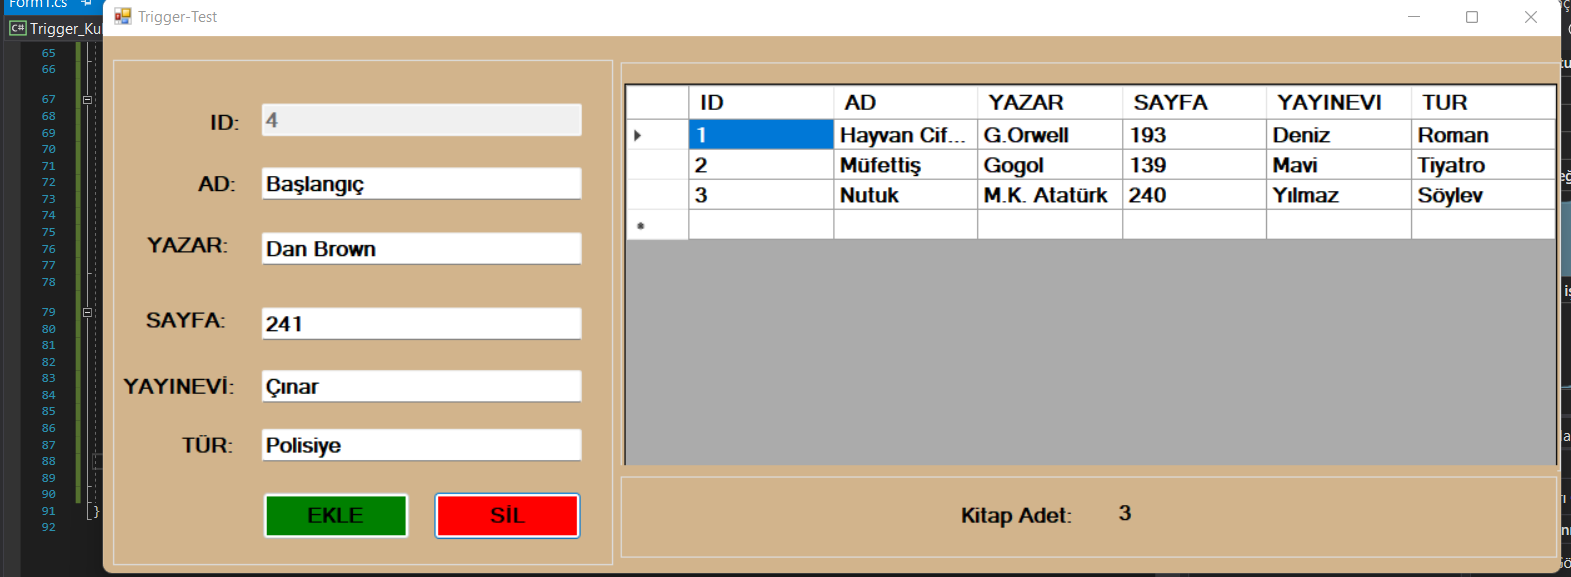 Form1.cs
Trigger_Ku
65
66
67
68
69
70
71
72
73
74
75
76
77
78
79
80
81
82
83
84
85
86
87
88
89
90
91 }
92
Trigger-Test
ID: 4
AD: Başlangıç
YAZAR: Dan Brown
SAYFA: 241
YAYINEVİ: Çınar
TÜR: Polisiye
EKLE SİL
ID AD YAZAR SAYFA YAYINEVI TUR
1 Hayvan Cif... G.Orwell 193 Deniz Roman
2 Müfettiş Gogol 139 Mavi Tiyatro
3 Nutuk M.K. Atatürk 240 Yılmaz Söylev
Kitap Adet: 3